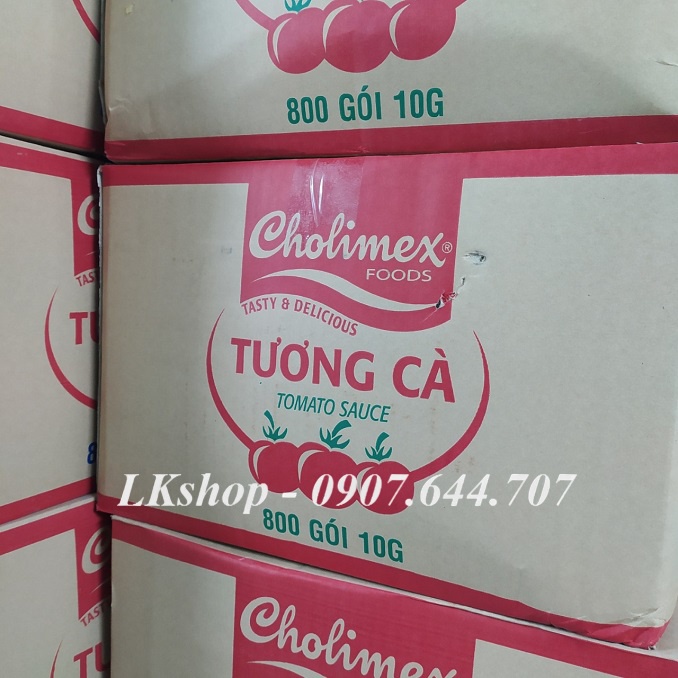 800 GÓI 10G
Cholimex®
FOODS
TASTY & DELICIOUS
TƯƠNG CÀ
TOMATO SAUCE
LKshop - 0907.644.707
800 GÓI 10G
Cholimex
TƯƠ